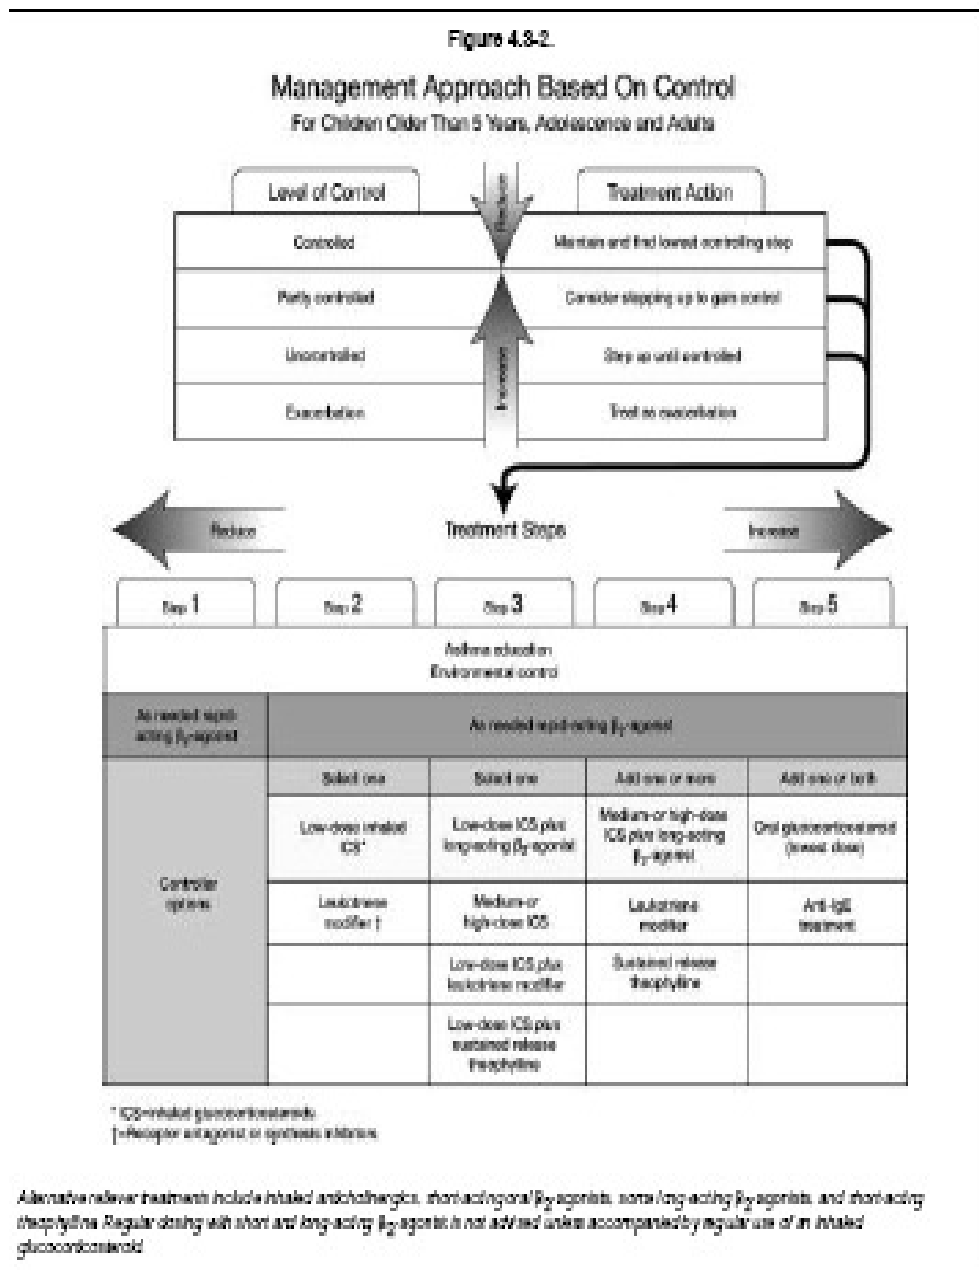 Figure 4.3-2.
Management Approach Based On Control
For Children Older Than 5 Years, Adolescence and Adults
Level of Control
Reduce
Treatment Action
Controlled
Maintain and find lowest controlling step
Partly controlled
Consider stepping up to gain control
Uncontrolled
Increase
Step up until controlled
Exacerbation
Treat as exacerbation
Reduce
Treatment Steps
Increase
Step 1
Step 2
Step 3
Step 4
Step 5
Asthma education
Environmental control
As needed rapid-
acting β2-agonist
As needed rapid-acting β2-agonist
Controller
options
Select one
Select one
Add one or more
Add one or both
Low-dose inhaled
ICS*
Low-dose ICS plus
long-acting β2-agonist
Medium-or high-dose
ICS plus long-acting
β2-agonist
Oral glucocorticosteroid
(lowest dose)
Leukotriene
modifier †
Medium-or
high-dose ICS
Leukotriene
modifier
Anti-IgE
treatment
Low-dose ICS plus
leukotriene modifier
Sustained release
theophylline
Low-dose ICS plus
sustained release
theophylline
* ICS=inhaled glucocorticosteroids
†=Receptor antagonist or synthesis inhibitors
Alternative reliever treatments include inhaled anticholinergics, short-acting oral β2-agonists, some long-acting β2-agonists, and short-acting
theophylline. Regular dosing with short and long-acting β2-agonist is not advised unless accompanied by regular use of an inhaled
glucocorticosteroid.